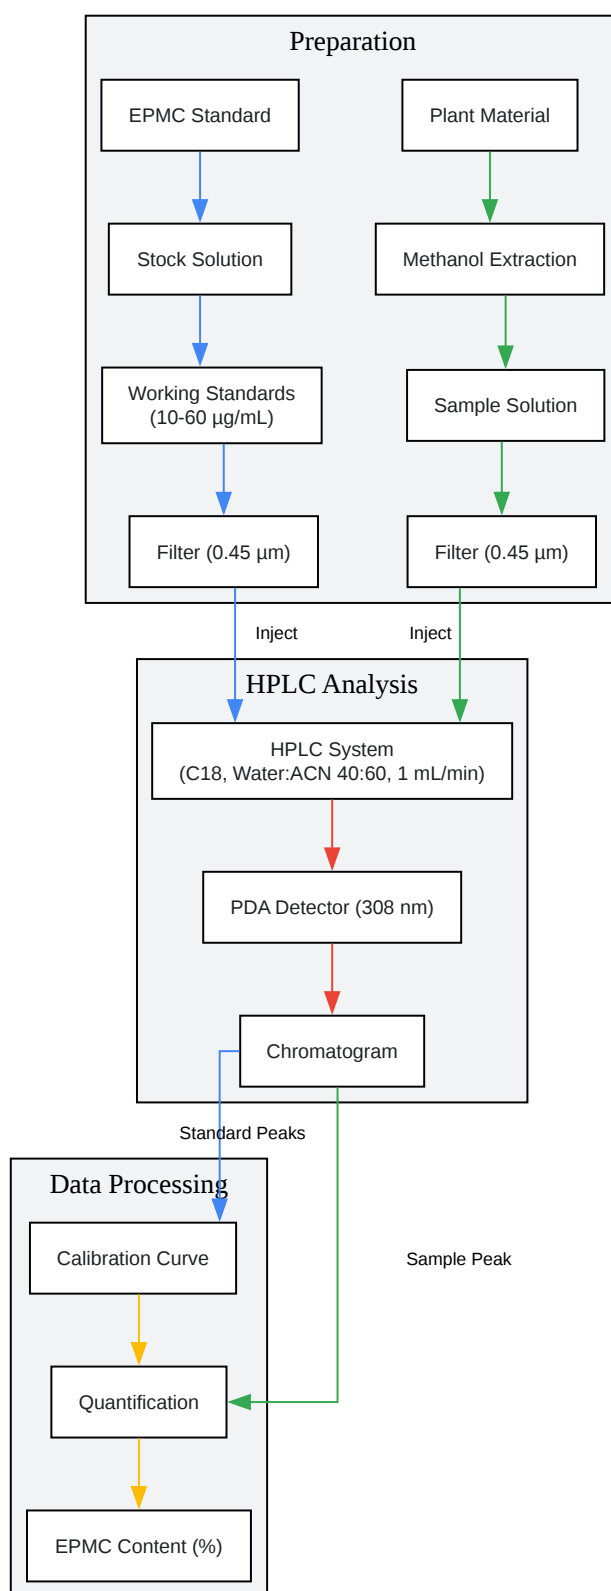 Preparation
EPMC Standard
Plant Material
Stock Solution
Methanol Extraction
Working Standards
(10-60 µg/mL)
Sample Solution
Filter (0.45 µm)
Filter (0.45 µm)
Inject
Inject
HPLC Analysis
HPLC System
(C18, Water:ACN 40:60, 1 mL/min)
PDA Detector (308 nm)
Chromatogram
Standard Peaks
Data Processing
Calibration Curve
Sample Peak
Quantification
EPMC Content (%)